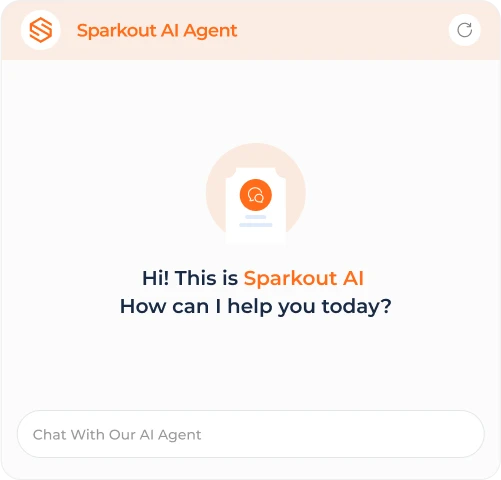 Sparkout AI Agent
Hi! This is Sparkout AI
How can I help you today?
Chat With Our AI Agent